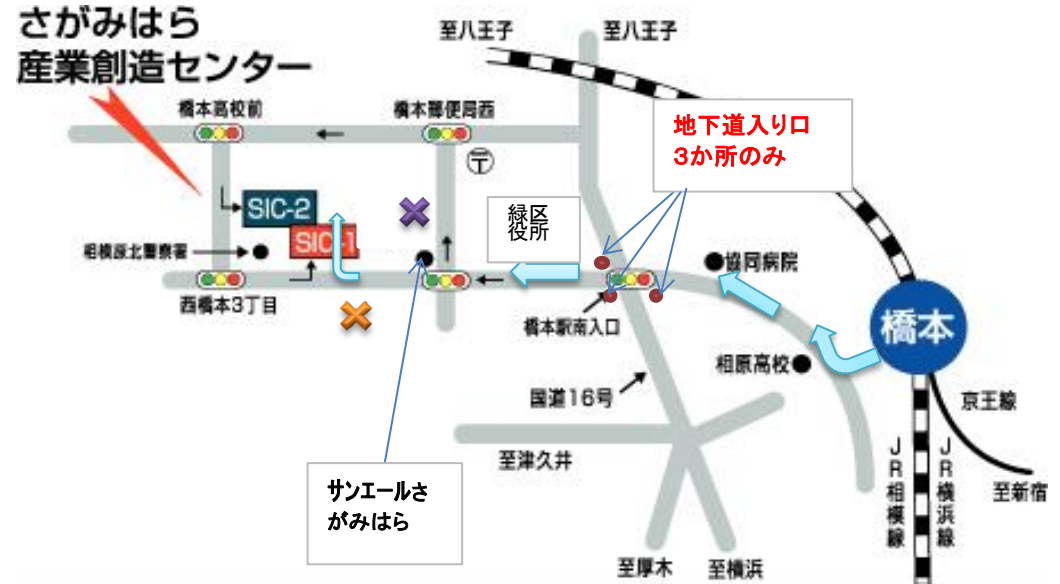 さがみはら
産業創造センター
至八王子
至八王子
橋本高校前
橋本郵便局西
地下道入り口
3か所のみ
〒
SIC-2
緑区
役所
SIC-1
相模原北警察署
協同病院
西橋本3丁目
橋本駅南入口
橋本
相原高校
国道16号
京王線
至津久井
JR相模線
JR横浜線
至新宿
サンエールさ
がみはら
至厚木
至横浜